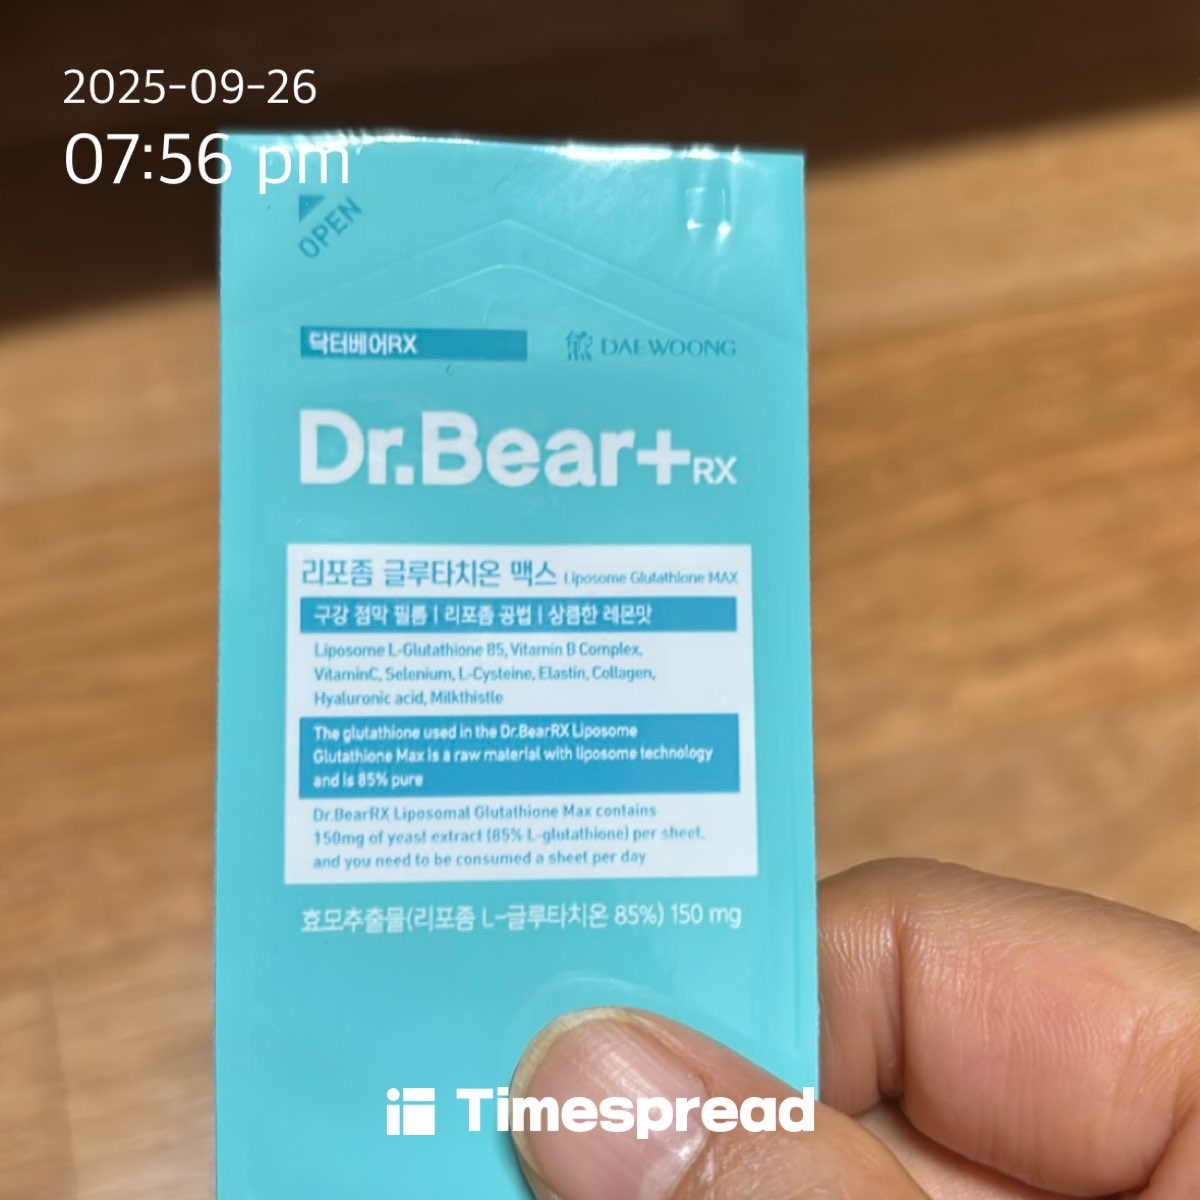 2025-09-26
07:56 pm
OPEN
닥터베어RX
DAEWOONG
Dr.Bear+RX
리포좀 글루타치온 맥스 Liposome Glutathione MAX
구강 점막 필름 | 리포좀 공법 | 상큼한 레몬맛
Liposome L-Glutathione 85, Vitamin B Complex,
VitaminC, Selenium, L-Cysteine, Elastin, Collagen,
Hyaluronic acid, Milkthistle
The glutathione used in the Dr.BearRX Liposome
Glutathione Max is a raw material with liposome technology
and is 85% pure
Dr.BearRX Liposomal Glutathione Max contains
150mg of yeast extract (85% L-glutathione) per sheet,
and you need to be consumed a sheet per day
효모추출물(리포좀 L-글루타치온 85%) 150 mg
Timespread